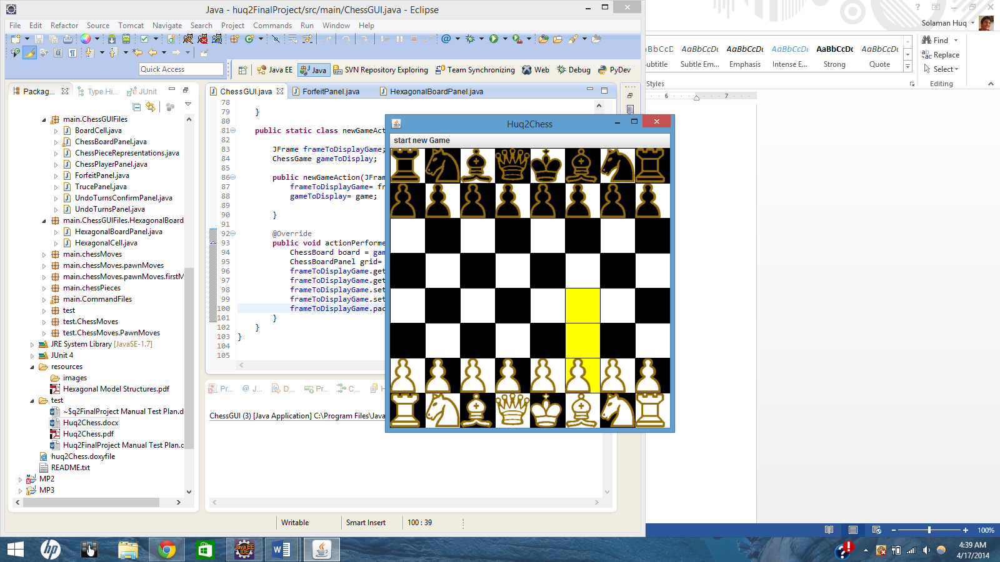 Java - huq2FinalProject/src/main/ChessGUI.java - Eclipse
File Edit Refactor Source Tomcat Navigate Search Project Commands Run Window Help
Quick Access
Java EE Java SVN Repository Exploring Team Synchronizing Web Debug PyDev
Packag... Type Hi... JUnit
main.ChessGUIFiles
BoardCell.java
ChessBoardPanel.java
ChessPieceRepresentations.java
ChessPlayerPanel.java
ForfeitPanel.java
TrucePanel.java
UndoTurnsConfirmPanel.java
UndoTurnsPanel.java
main.ChessGUIFiles.HexagonalBoard
HexagonalBoardPanel.java
HexagonalCell.java
main.chessMoves
main.chessMoves.pawnMoves
main.chessMoves.pawnMoves.firstM
main.chessPieces
main.CommandFiles
test
test.ChessMoves
test.ChessMoves.PawnMoves
JRE System Library [JavaSE-1.7]
JUnit 4
resources
images
Hexagonal Model Structures.pdf
test
~$q2FinalProject Manual Test Plan.d
Huq2Chess.docx
Huq2Chess.pdf
Huq2FinalProject Manual Test Plan.d
huq2Chess.doxyfile
README.txt
MP2
MP3
ChessGUI.java ForfeitPanel.java HexagonalBoardPanel.java
78
79 }
80
81 public static class newGameAct
82
83 JFrame frameToDisplayGame;
84 ChessGame gameToDisplay;
85
86 public newGameAction(JFram
87 frameToDisplayGame= fr
88 gameToDisplay= game;
89
90 }
91
92 @Override
93 public void actionPerforme
94 ChessBoard board = gam
95 ChessBoardPanel grid=
96 frameToDisplayGame.get
97 frameToDisplayGame.get
98 frameToDisplayGame.set
99 frameToDisplayGame.set
100 frameToDisplayGame.pac
101 }
102 }
103 }
104
105
Pr... @ J... D... Pr... C...
ChessGUI (3) [Java Application] C:\Program Files\Java
Writable Smart Insert 100 : 39
Huq2Chess
start new Game
Solaman Huq
AaBbCcDc AaBbCcDc AaBbCcDc AaBbCcDc AaBbCcDc
Subtle Em... Emphasis Intense E... Strong Quote
Styles
Find
Replace
Select
Editing
6 7
100%
hp
Java EE IDE
4:39 AM
4/17/2014